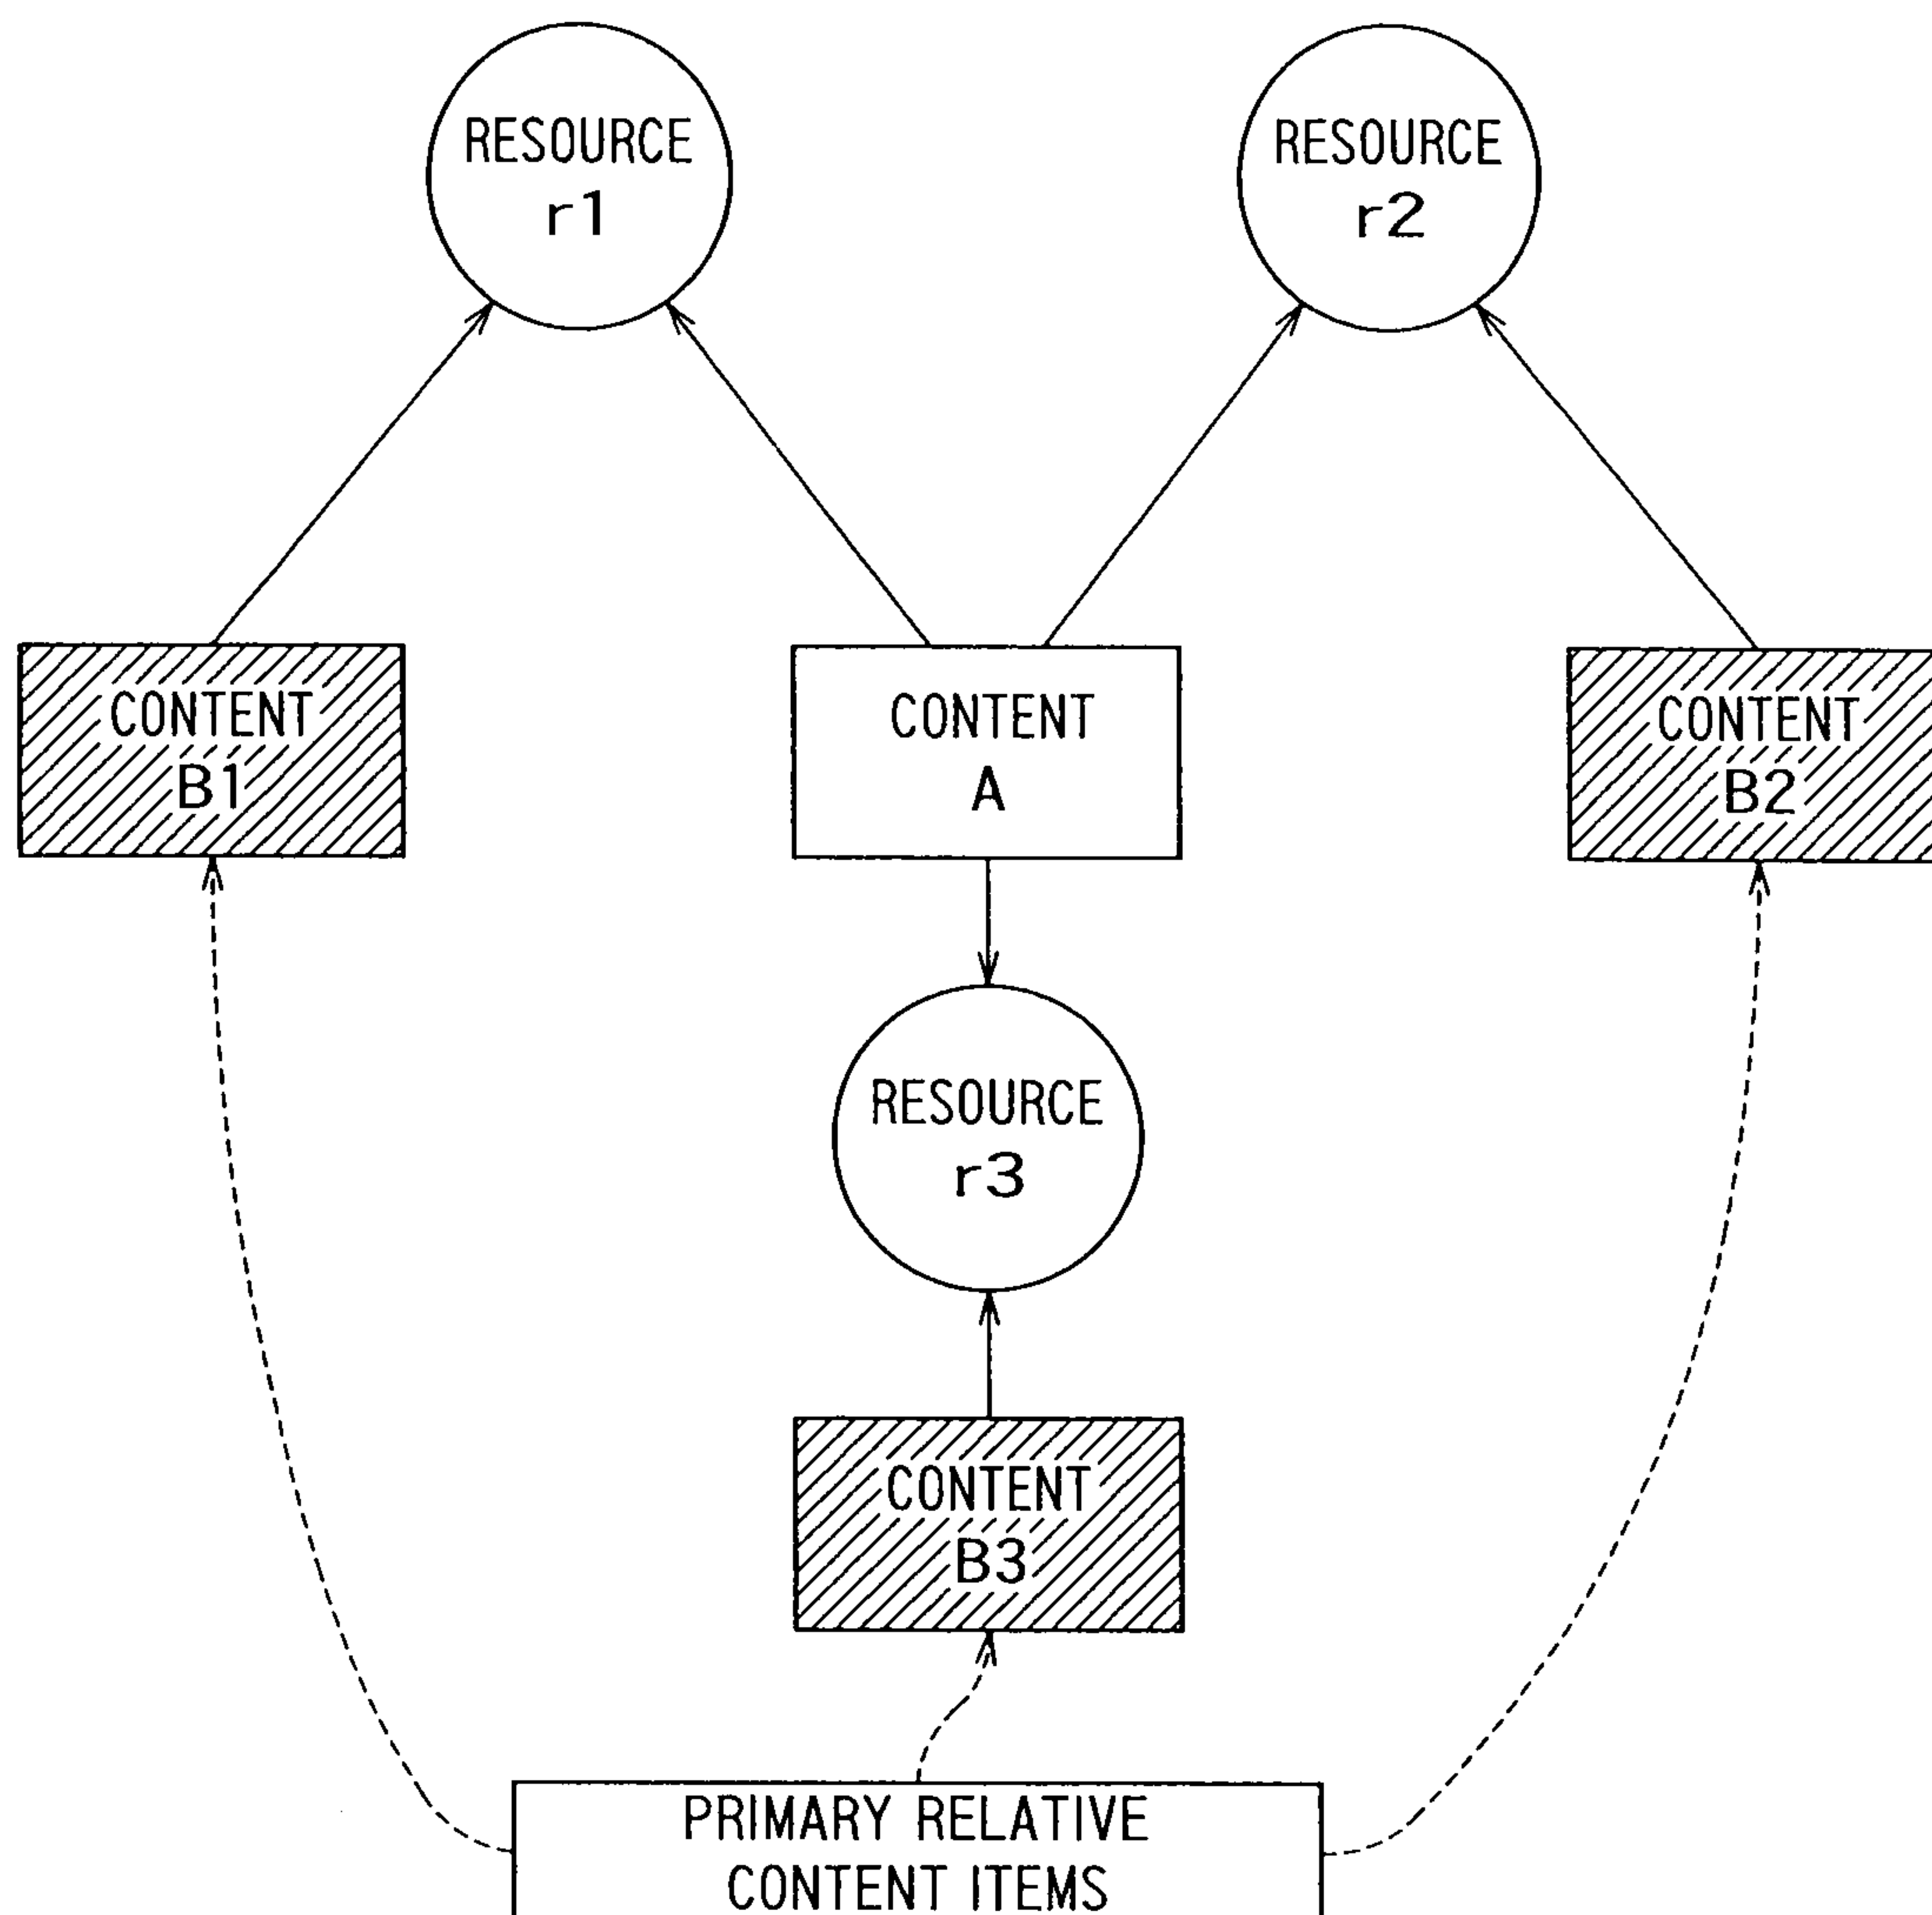 RESOURCE
r1
RESOURCE
r2
CONTENT
B1
CONTENT
A
CONTENT
B2
RESOURCE
r3
CONTENT
B3
PRIMARY RELATIVE
CONTENT ITEMS